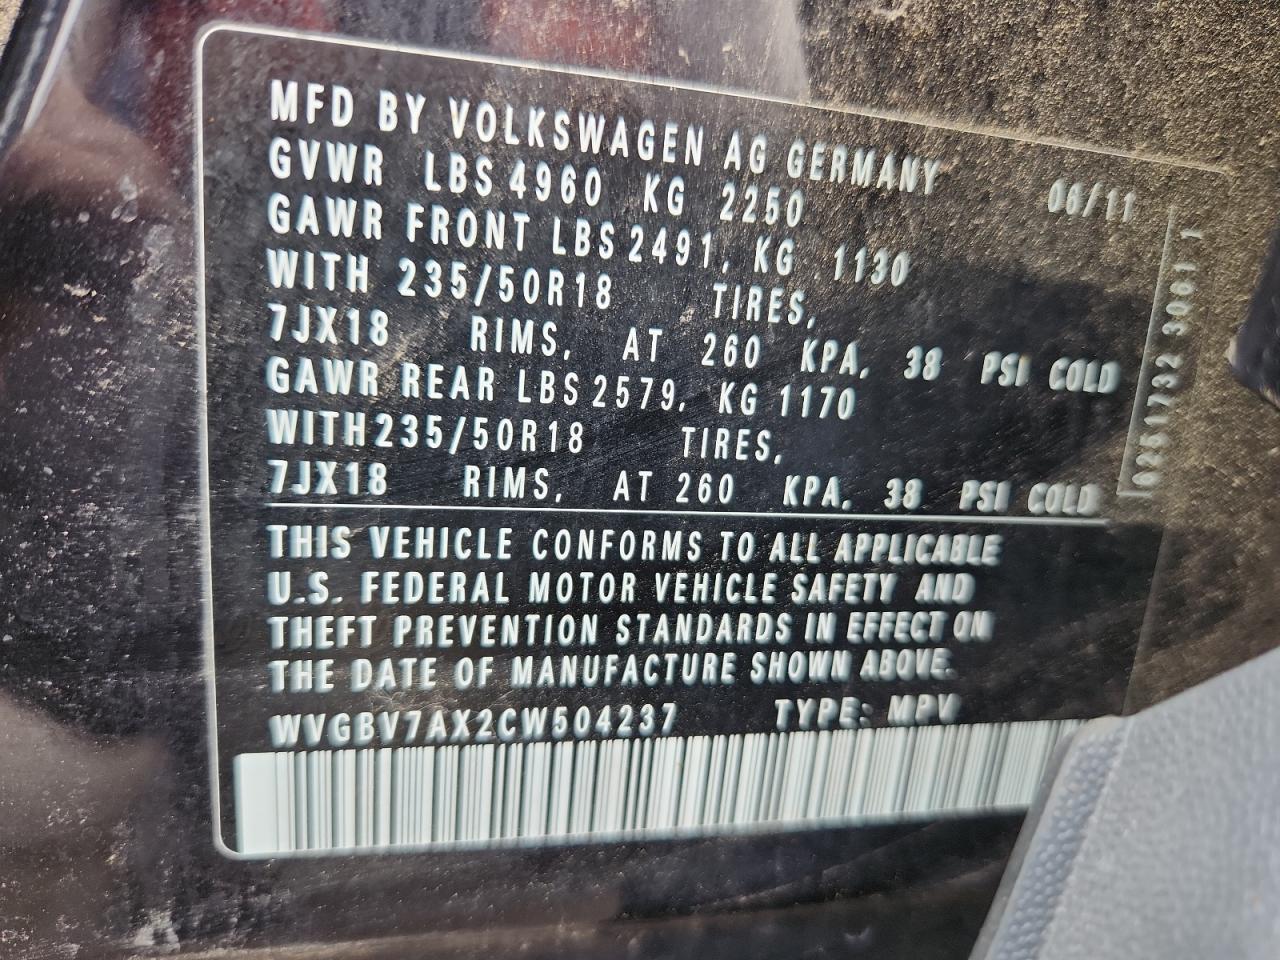 MFD BY VOLKSWAGEN AG GERMANY 06/11
GVWR LBS 4960 KG 2250
GAWR FRONT LBS 2491, KG 1130
WITH 235/50R18 TIRES,
7JX18 RIMS, AT 260 KPA, 38 PSI COLD
GAWR REAR LBS 2579, KG 1170
WITH 235/50R18 TIRES,
7JX18 RIMS, AT 260 KPA, 38 PSI COLD
THIS VEHICLE CONFORMS TO ALL APPLICABLE
U.S. FEDERAL MOTOR VEHICLE SAFETY AND
THEFT PREVENTION STANDARDS IN EFFECT ON
THE DATE OF MANUFACTURE SHOWN ABOVE.
WVGBV7AX2CW504237 TYPE: MPV